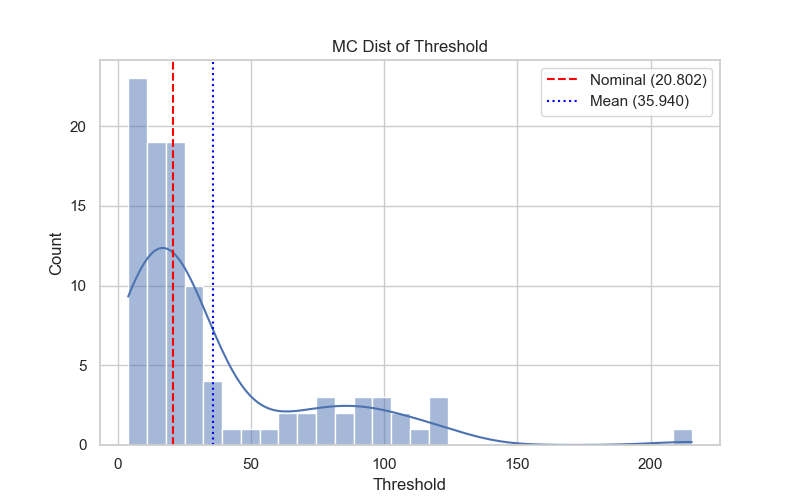 MC Dist of Threshold
Nominal (20.802)
Mean (35.940)
Count
20
15
10
5
0
0
50
100
150
200
Threshold